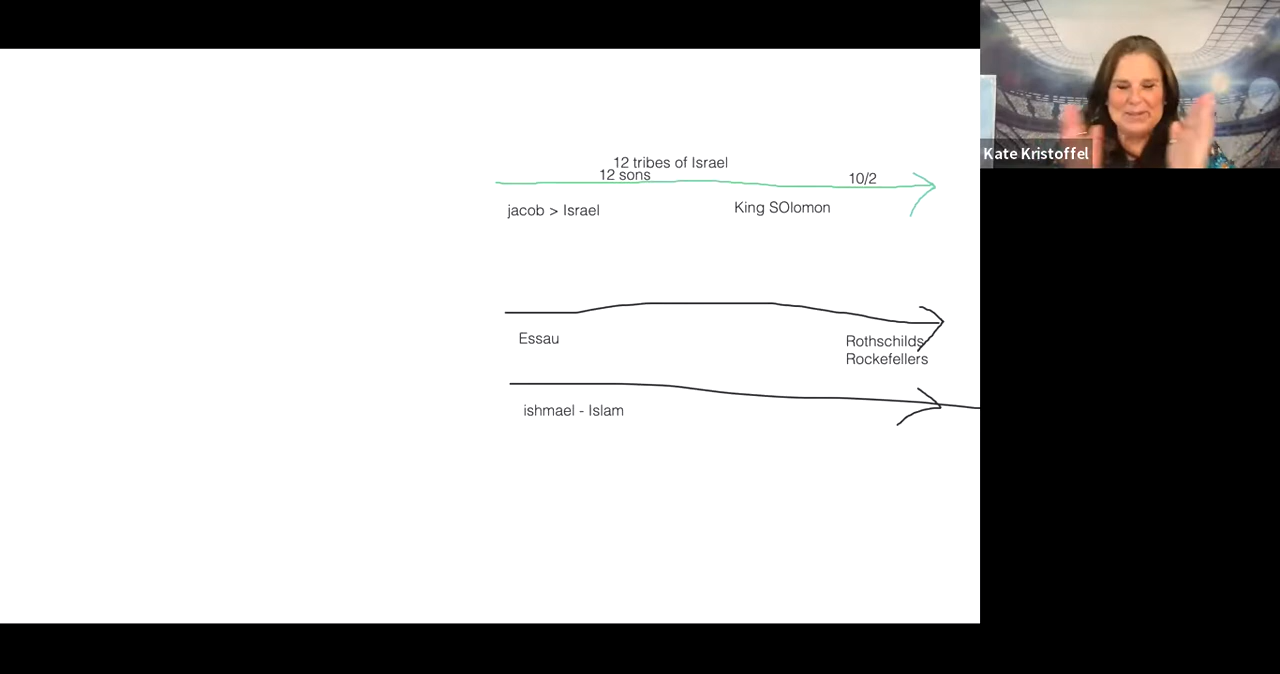 12 tribes of Israel
12 sons
10/2
jacob > Israel
King SOlomon
Essau
Rothschilds
Rockefellers
ishmael - Islam
Kate Kristoffel